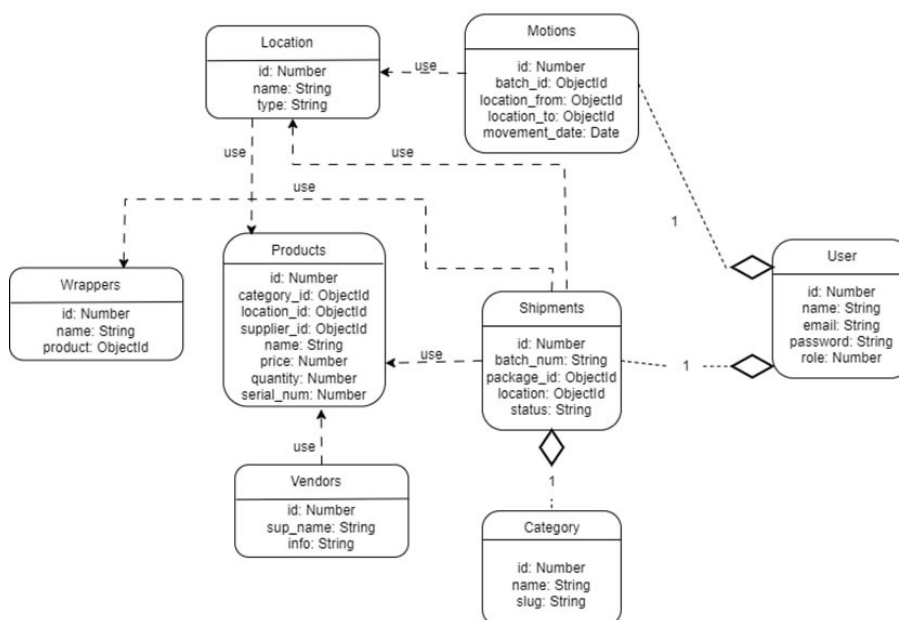 Location
id: Number
name: String
type: String
use
Motions
id: Number
batch_id: ObjectId
location_from: ObjectId
location_to: ObjectId
movement_date: Date
use
use
use
1
Wrappers
id: Number
name: String
product: ObjectId
Products
id: Number
category_id: ObjectId
location_id: ObjectId
supplier_id: ObjectId
name: String
price: Number
quantity: Number
serial_num: Number
use
Shipments
id: Number
batch_num: String
package_id: ObjectId
location: ObjectId
status: String
1
User
id: Number
name: String
email: String
password: String
role: Number
use
Vendors
id: Number
sup_name: String
info: String
1
Category
id: Number
name: String
slug: String